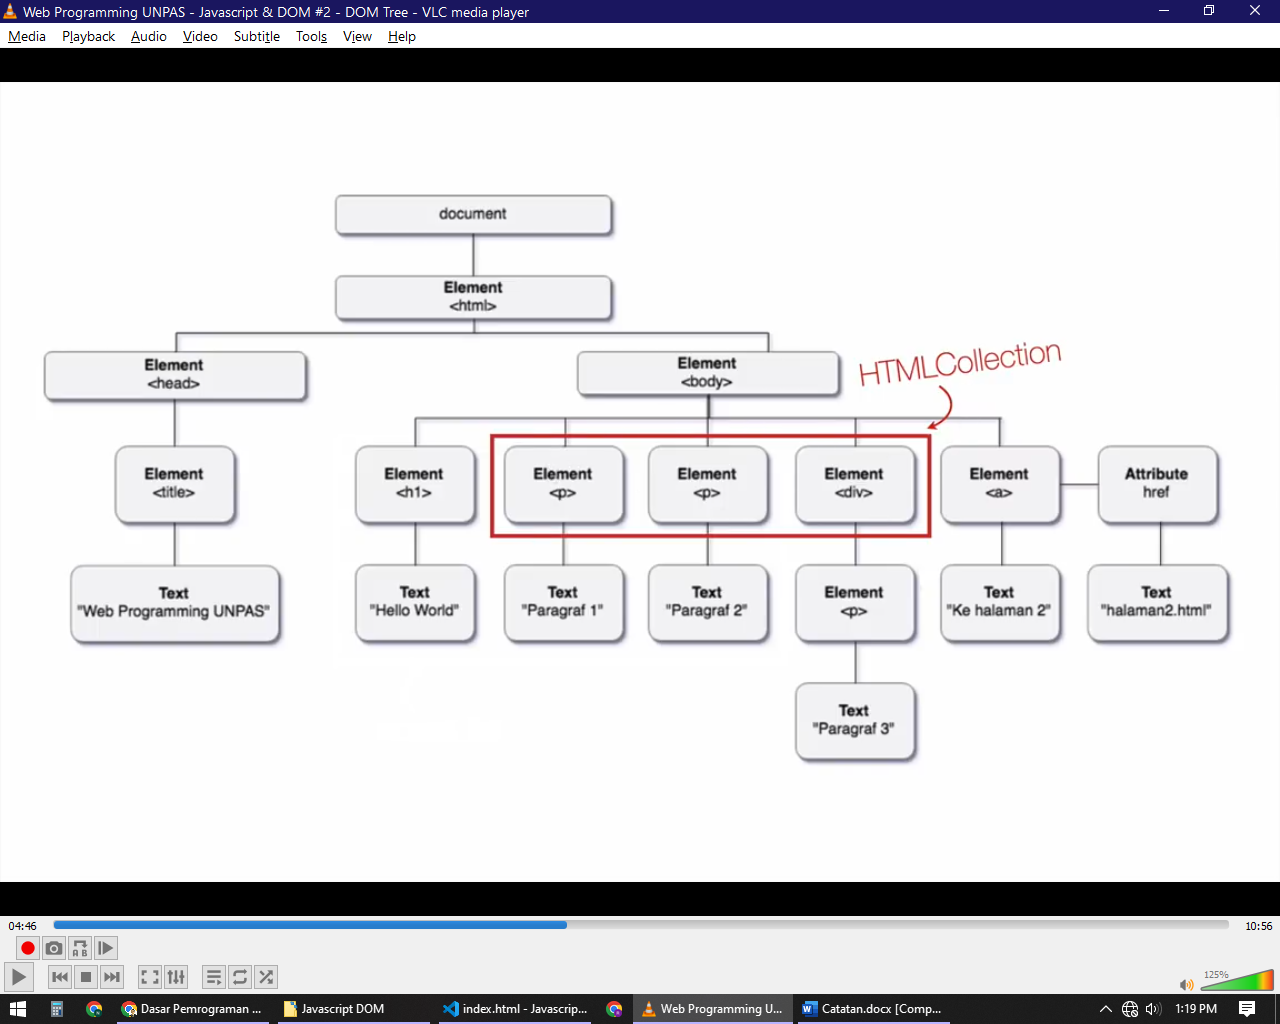 Web Programming UNPAS - Javascript & DOM #2 - DOM Tree - VLC media player
Media Playback Audio Video Subtitle Tools View Help
document
Element
<html>
Element
<head>
Element
<body>
HTMLCollection
Element
<title>
Element
<h1>
Element
<p>
Element
<p>
Element
<div>
Element
<a>
Attribute
href
Text
"Web Programming UNPAS"
Text
"Hello World"
Text
"Paragraf 1"
Text
"Paragraf 2"
Element
<p>
Text
"Ke halaman 2"
Text
"halaman2.html"
Text
"Paragraf 3"
04:46
10:56
A B
125%
Dasar Pemrograman ...
Javascript DOM
index.html - Javascrip...
Web Programming U...
Catatan.docx [Comp...
1:19 PM